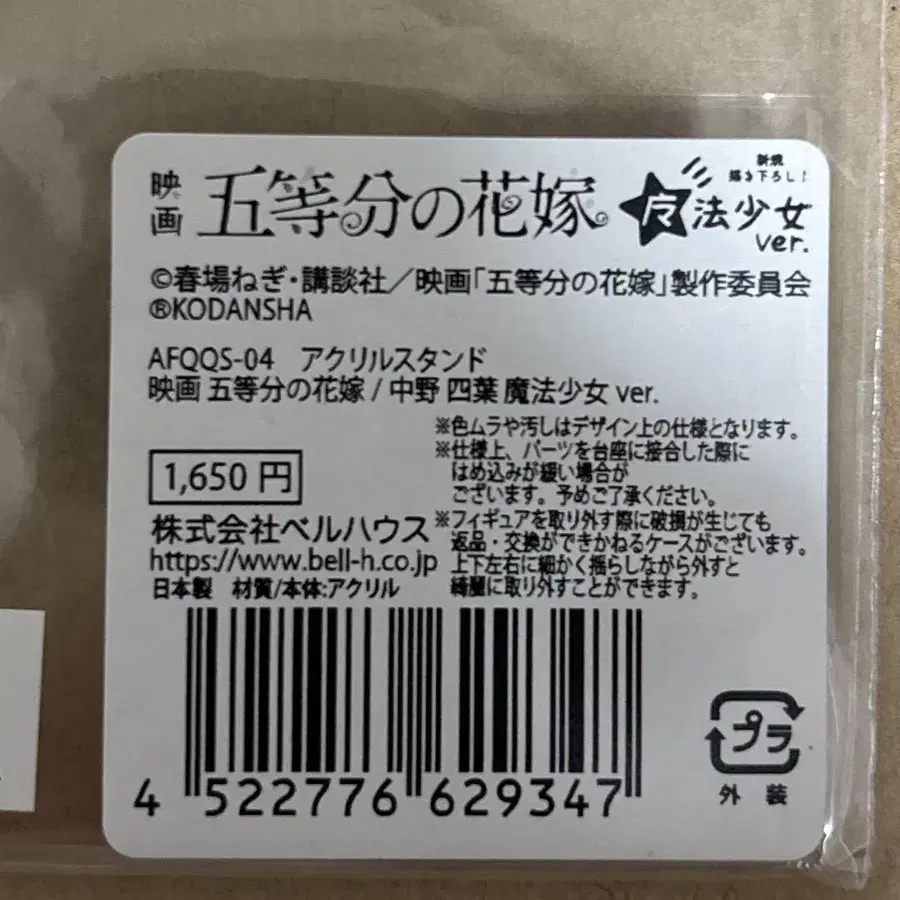 映画 五等分の花嫁 魔法少女 ver.
新規
描き下ろし!
©春場ねぎ・講談社/映画「五等分の花嫁」製作委員会
®KODANSHA
AFQQS-04 アクリルスタンド
映画 五等分の花嫁 / 中野 四葉 魔法少女 ver.
※色ムラや汚しはデザイン上の仕様となります。
※仕様上、パーツを台座に接合した際に
はめ込みが緩い場合が
ございます。予めご了承ください。
1,650 円
※フィギュアを取り外す際に破損が生じても
返品・交換ができかねるケースがございます。
上下左右に細かく揺らしながら外すと
綺麗に取り外すことができます。
株式会社ベルハウス
https://www.bell-h.co.jp
日本製 材質/本体:アクリル
4 522776 629347
プラ
外装